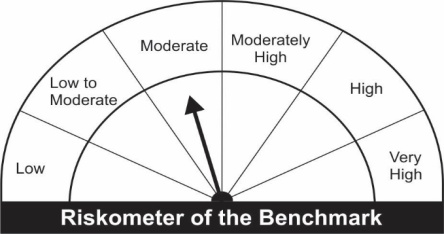 Low
Low to
Moderate
Moderate
Moderately
High
High
Very
High
Riskometer of the Benchmark